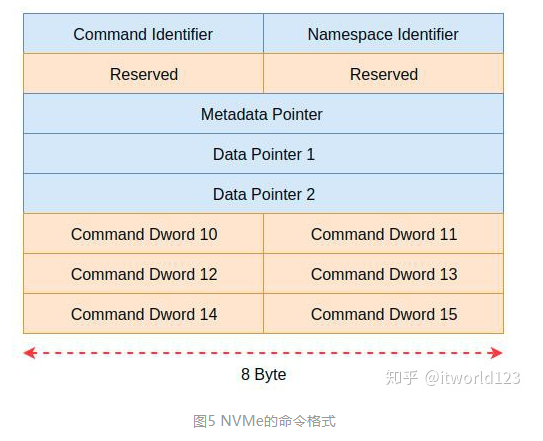 Command Identifier Namespace Identifier
Reserved Reserved
Metadata Pointer
Data Pointer 1
Data Pointer 2
Command Dword 10 Command Dword 11
Command Dword 12 Command Dword 13
Command Dword 14 Command Dword 15
8 Byte
知乎 @itworld123
图5 NVMe的命令格式